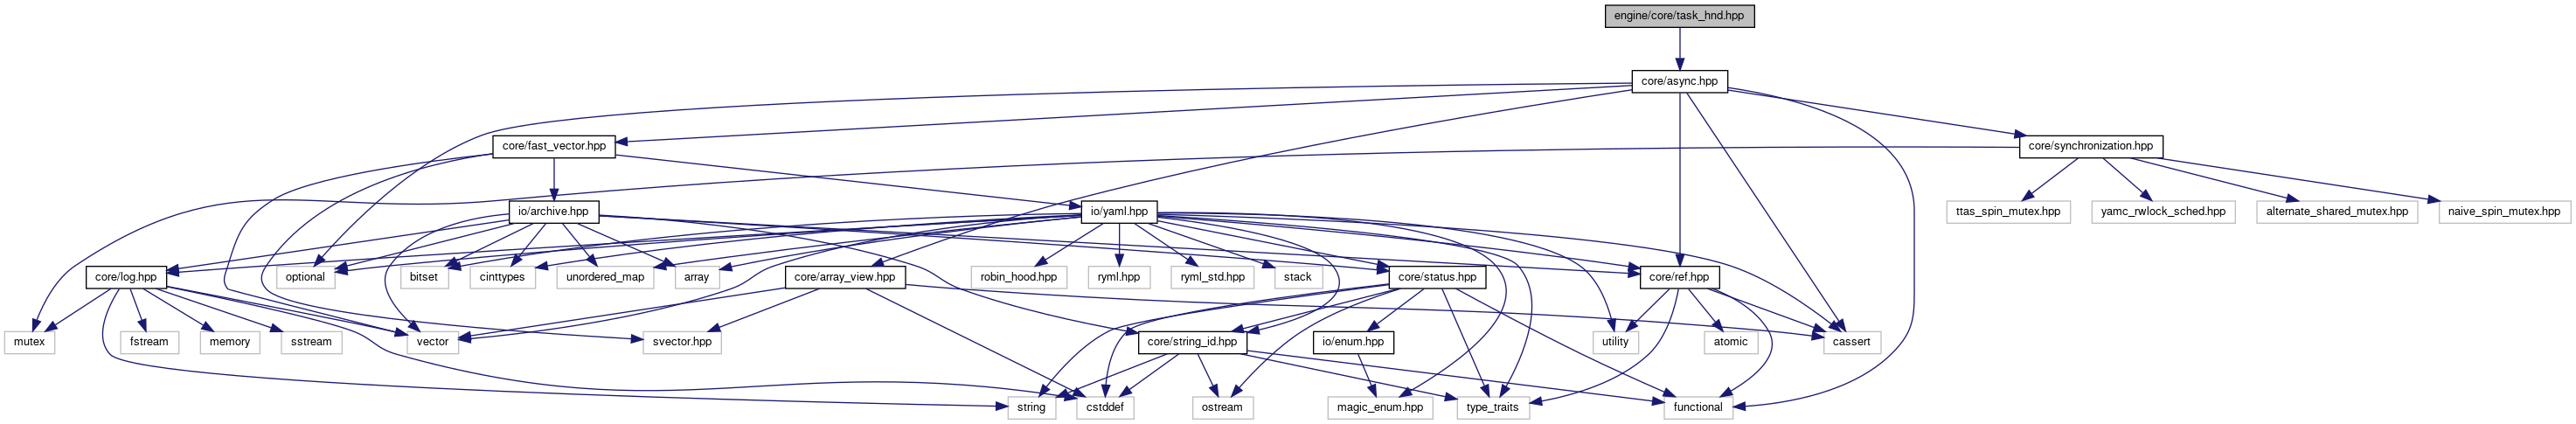 engine/core/task_hnd.hpp
core/async.hpp
core/fast_vector.hpp
core/synchronization.hpp
io/archive.hpp
io/yaml.hpp
ttas_spin_mutex.hpp
yamc_rwlock_sched.hpp
alternate_shared_mutex.hpp
naive_spin_mutex.hpp
core/log.hpp
optional
bitset
cinttypes
unordered_map
array
core/array_view.hpp
robin_hood.hpp
ryml.hpp
ryml_std.hpp
stack
core/status.hpp
core/ref.hpp
mutex
fstream
memory
sstream
vector
svector.hpp
core/string_id.hpp
io/enum.hpp
utility
atomic
cassert
string
cstddef
ostream
magic_enum.hpp
type_traits
functional